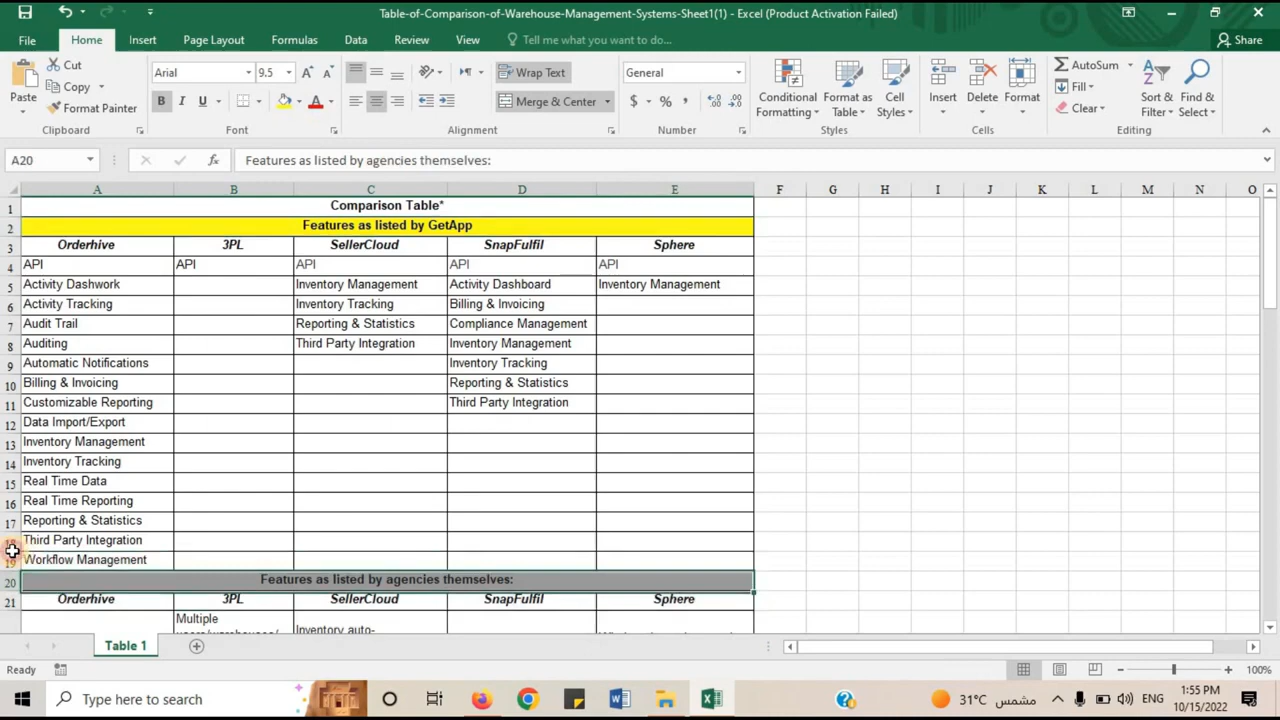 Table-of-Comparison-of-Warehouse-Management-Systems-Sheet1(1) - Excel (Product Activation Failed)
File Home Insert Page Layout Formulas Data Review View Tell me what you want to do... Share
Paste Cut Copy Format Painter Clipboard
Arial 9.5 A A B I U A Font
Wrap Text Merge & Center Alignment
General $ % , Number
Conditional Formatting Format as Table Cell Styles Styles
Insert Delete Format Cells
AutoSum Fill Clear Sort & Filter Find & Select Editing
A20 fx Features as listed by agencies themselves:
A B C D E F G H I J K L M N O
1 Comparison Table*
2 Features as listed by GetApp
3 Orderhive 3PL SellerCloud SnapFulfil Sphere
4 API API API API API
5 Activity Dashwork Inventory Management Activity Dashboard Inventory Management
6 Activity Tracking Inventory Tracking Billing & Invoicing
7 Audit Trail Reporting & Statistics Compliance Management
8 Auditing Third Party Integration Inventory Management
9 Automatic Notifications Inventory Tracking
10 Billing & Invoicing Reporting & Statistics
11 Customizable Reporting Third Party Integration
12 Data Import/Export
13 Inventory Management
14 Inventory Tracking
15 Real Time Data
16 Real Time Reporting
17 Reporting & Statistics
18 Third Party Integration
19 Workflow Management
20 Features as listed by agencies themselves:
21 Orderhive 3PL SellerCloud SnapFulfil Sphere
Multiple
Inventory auto-
Table 1
Ready 100%
Type here to search 31°C مشمس ENG 1:55 PM
10/15/2022